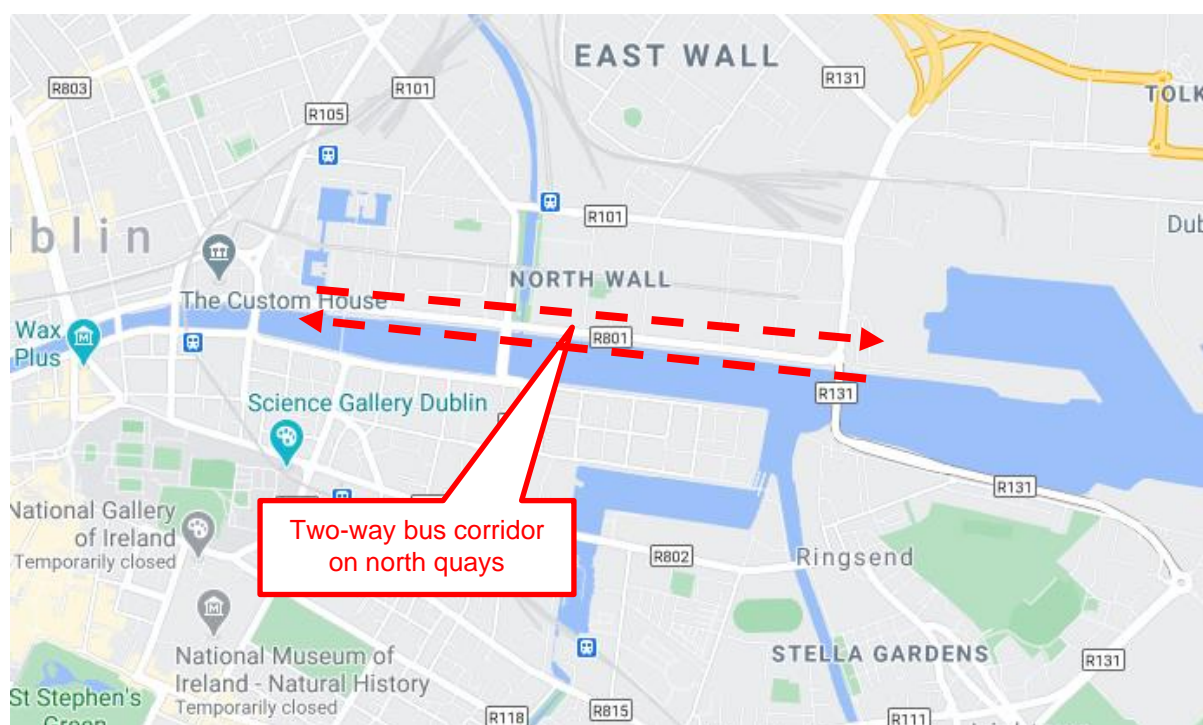 EAST WALL
R131
R803
R101
TOLK
R105
R101
Dub
blin
NORTH WALL
The Custom House
Wax
Plus
R801
R131
Science Gallery Dublin
R131
National Gallery
of Ireland
Temporarily closed
Two-way bus corridor
on north quays
R802
Ringsend
National Museum of
Ireland - Natural History
Temporarily closed
STELLA GARDENS
R131
St Stephen's
Green
R118
R815
R111